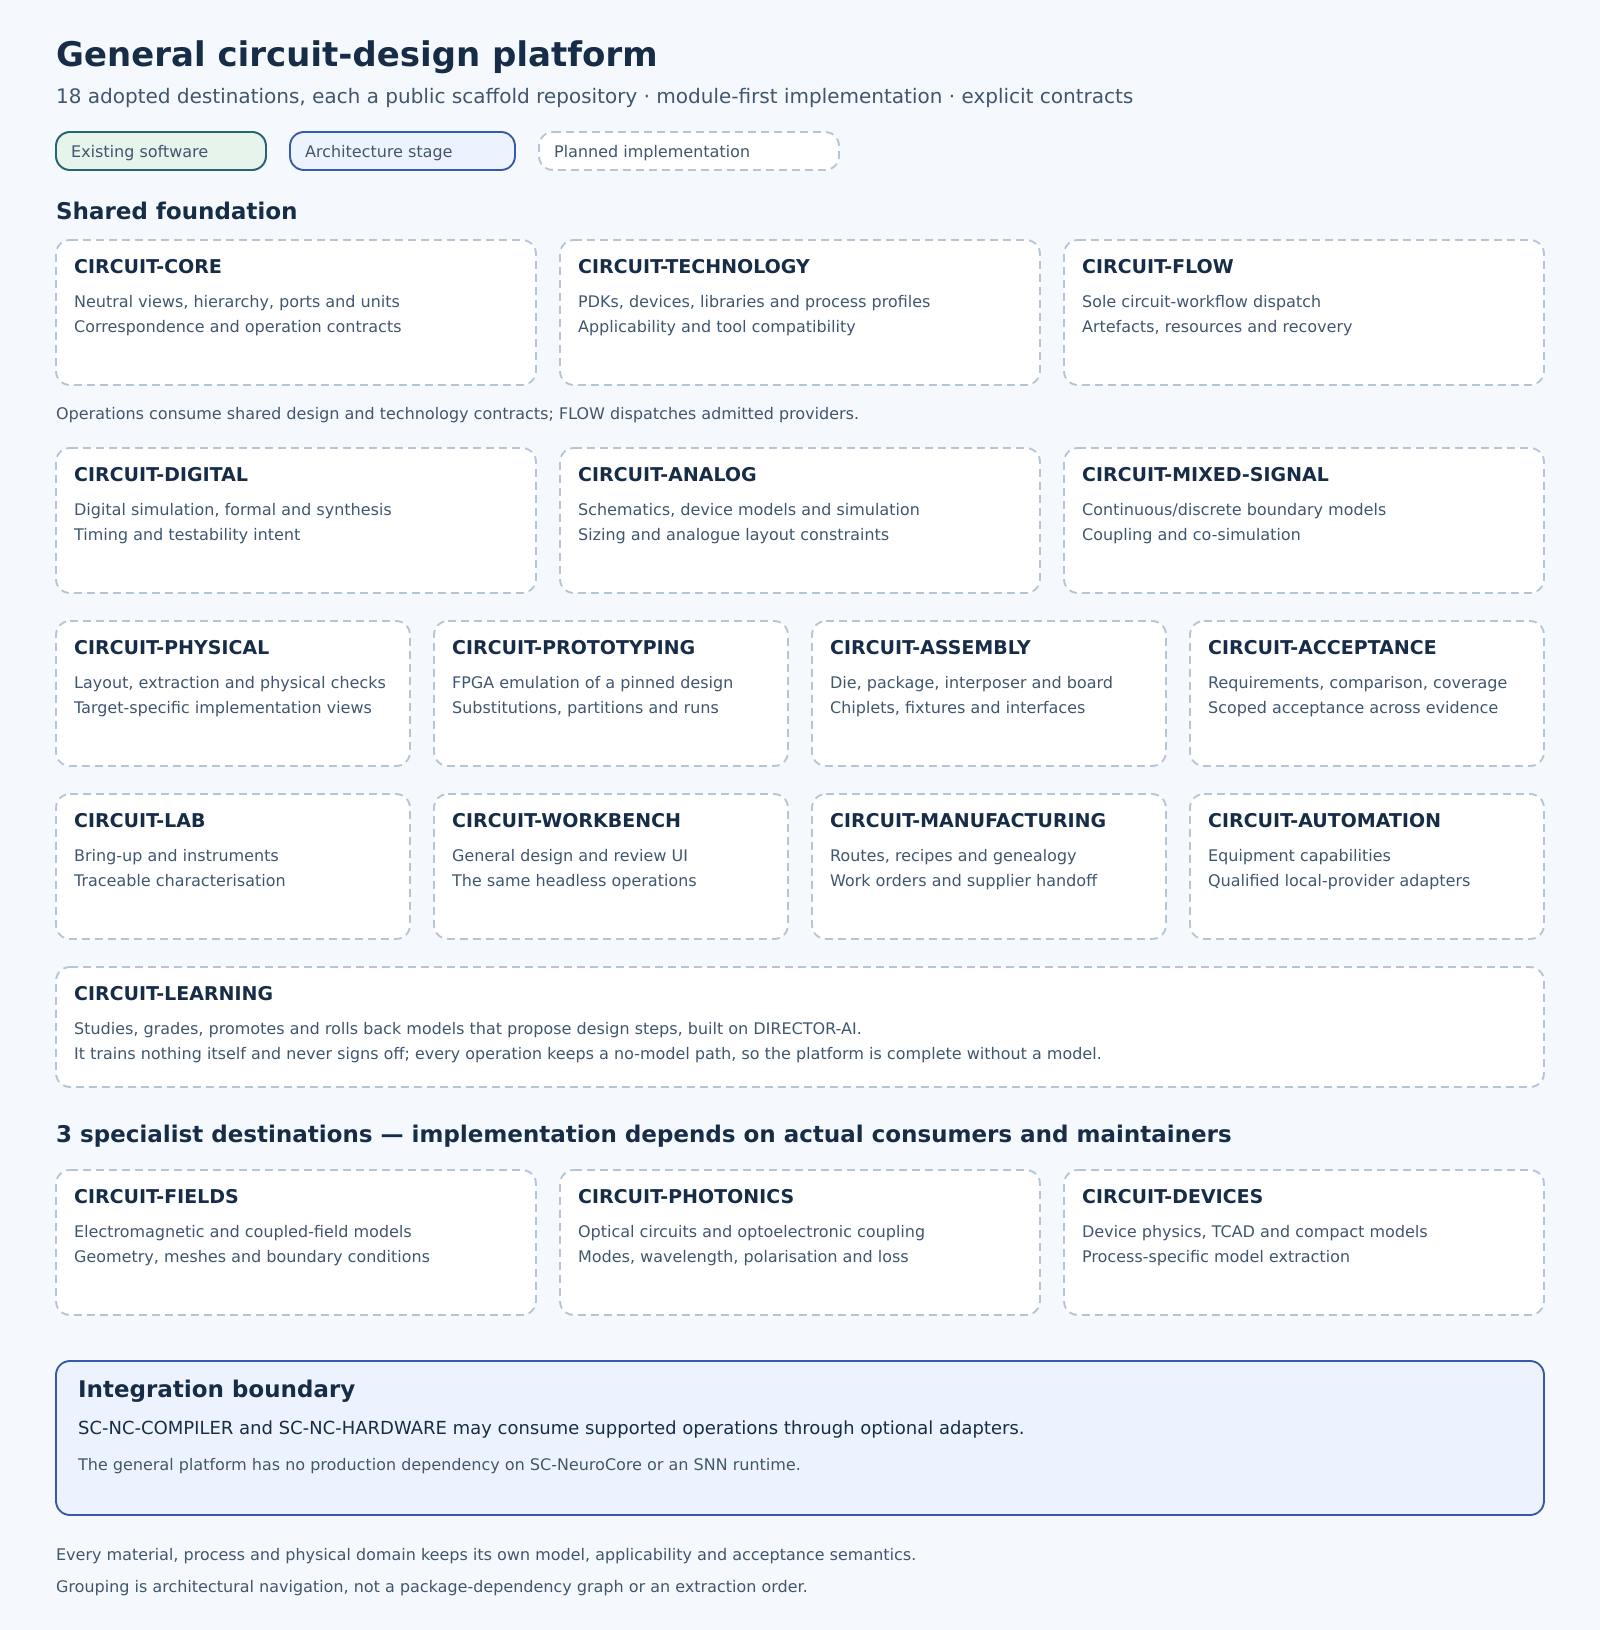 General circuit-design platform
18 adopted destinations, each a public scaffold repository · module-first implementation · explicit contracts
Existing software
Architecture stage
Planned implementation
Shared foundation
CIRCUIT-CORE
Neutral views, hierarchy, ports and units
Correspondence and operation contracts
CIRCUIT-TECHNOLOGY
PDKs, devices, libraries and process profiles
Applicability and tool compatibility
CIRCUIT-FLOW
Sole circuit-workflow dispatch
Artefacts, resources and recovery
Operations consume shared design and technology contracts; FLOW dispatches admitted providers.
CIRCUIT-DIGITAL
Digital simulation, formal and synthesis
Timing and testability intent
CIRCUIT-ANALOG
Schematics, device models and simulation
Sizing and analogue layout constraints
CIRCUIT-MIXED-SIGNAL
Continuous/discrete boundary models
Coupling and co-simulation
CIRCUIT-PHYSICAL
Layout, extraction and physical checks
Target-specific implementation views
CIRCUIT-PROTOTYPING
FPGA emulation of a pinned design
Substitutions, partitions and runs
CIRCUIT-ASSEMBLY
Die, package, interposer and board
Chiplets, fixtures and interfaces
CIRCUIT-ACCEPTANCE
Requirements, comparison, coverage
Scoped acceptance across evidence
CIRCUIT-LAB
Bring-up and instruments
Traceable characterisation
CIRCUIT-WORKBENCH
General design and review UI
The same headless operations
CIRCUIT-MANUFACTURING
Routes, recipes and genealogy
Work orders and supplier handoff
CIRCUIT-AUTOMATION
Equipment capabilities
Qualified local-provider adapters
CIRCUIT-LEARNING
Studies, grades, promotes and rolls back models that propose design steps, built on DIRECTOR-AI.
It trains nothing itself and never signs off; every operation keeps a no-model path, so the platform is complete without a model.
3 specialist destinations — implementation depends on actual consumers and maintainers
CIRCUIT-FIELDS
Electromagnetic and coupled-field models
Geometry, meshes and boundary conditions
CIRCUIT-PHOTONICS
Optical circuits and optoelectronic coupling
Modes, wavelength, polarisation and loss
CIRCUIT-DEVICES
Device physics, TCAD and compact models
Process-specific model extraction
Integration boundary
SC-NC-COMPILER and SC-NC-HARDWARE may consume supported operations through optional adapters.
The general platform has no production dependency on SC-NeuroCore or an SNN runtime.
Every material, process and physical domain keeps its own model, applicability and acceptance semantics.
Grouping is architectural navigation, not a package-dependency graph or an extraction order.